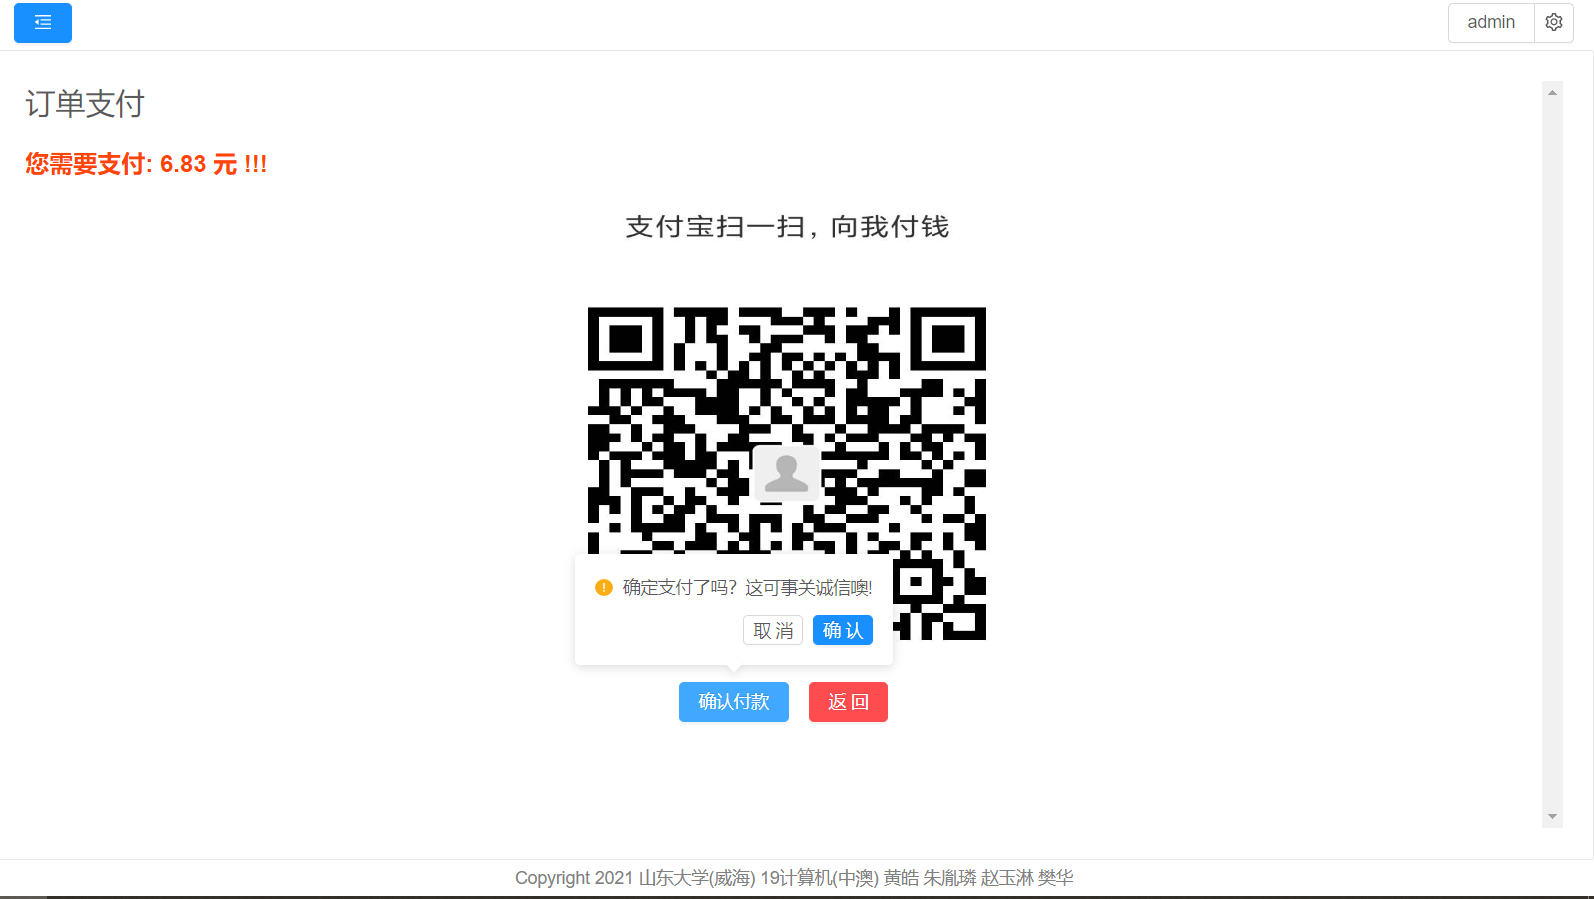 admin
订单支付
您需要支付: 6.83 元 !!!
支付宝扫一扫，向我付钱
确定支付了吗？这可事关诚信噢!
取 消 确 认
确认付款 返 回
Copyright 2021 山东大学(威海) 19计算机(中澳) 黄皓 朱胤璘 赵玉淋 樊华